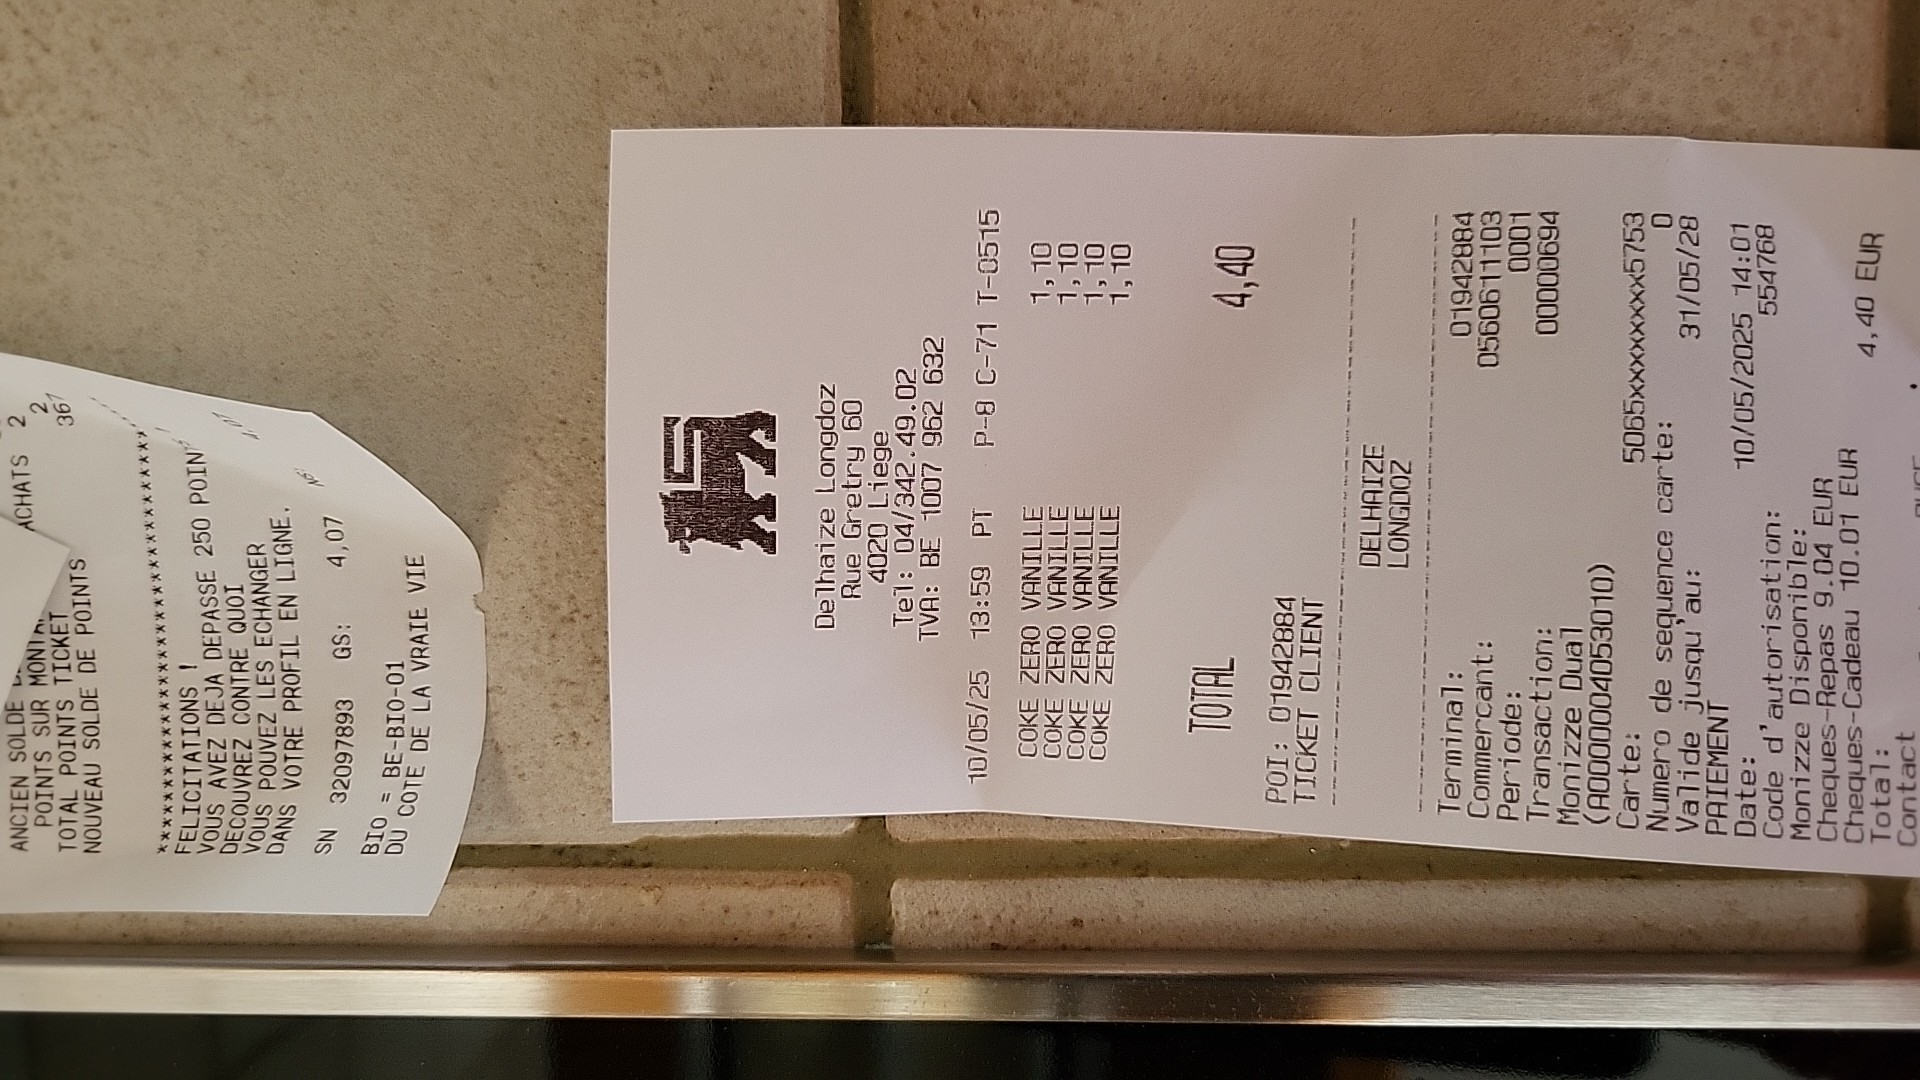 ANCIEN SOLDE
ACHATS 2
POINTS SUR 2
TOTAL POINTS TICKET
NOUVEAU SOLDE DE POINTS
FELICITATIONS !
VOUS AVEZ DEJA DEPASSE 250
DECOUVREZ CONTRE QUOI
VOUS POUVEZ LES ECHANGER
DANS VOTRE PROFIL EN LIGNE.
SN 32097893 GS: 4,07
BIO = BE-BIO-01
DU COTE DE LA VRAIE VIE
Delhaize Longdoz
Rue Gretry 60
4020 Liege
Tel: 04/342.49.02
TVA: BE 1007 962 632
10/05/25 13:59 PT P-8 C-71 T-0515
COKE ZERO VANILLE 1,10
COKE ZERO VANILLE 1,10
COKE ZERO VANILLE 1,10
COKE ZERO VANILLE 1,10
TOTAL 4,40
POI: 01942884
TICKET CLIENT
DELHAIZE
LONGDOZ
Terminal: 01942884
Commercant: 05606111103
Periode: 0001
Transaction: 00000694
Monizze Dual
(A0000040053010)
Carte: 5065xxxxxxxxx5753
Numero de sequence carte: 0
Valide jusqu'au: 31/05/28
PAIEMENT
Date: 10/05/2025 14:01
Code d'autorisation: 554768
Monizze Disponible:
Cheques-Repas 9.04 EUR
Cheques-Cadeau 10.01 EUR
Total: 4,40 EUR
Contact